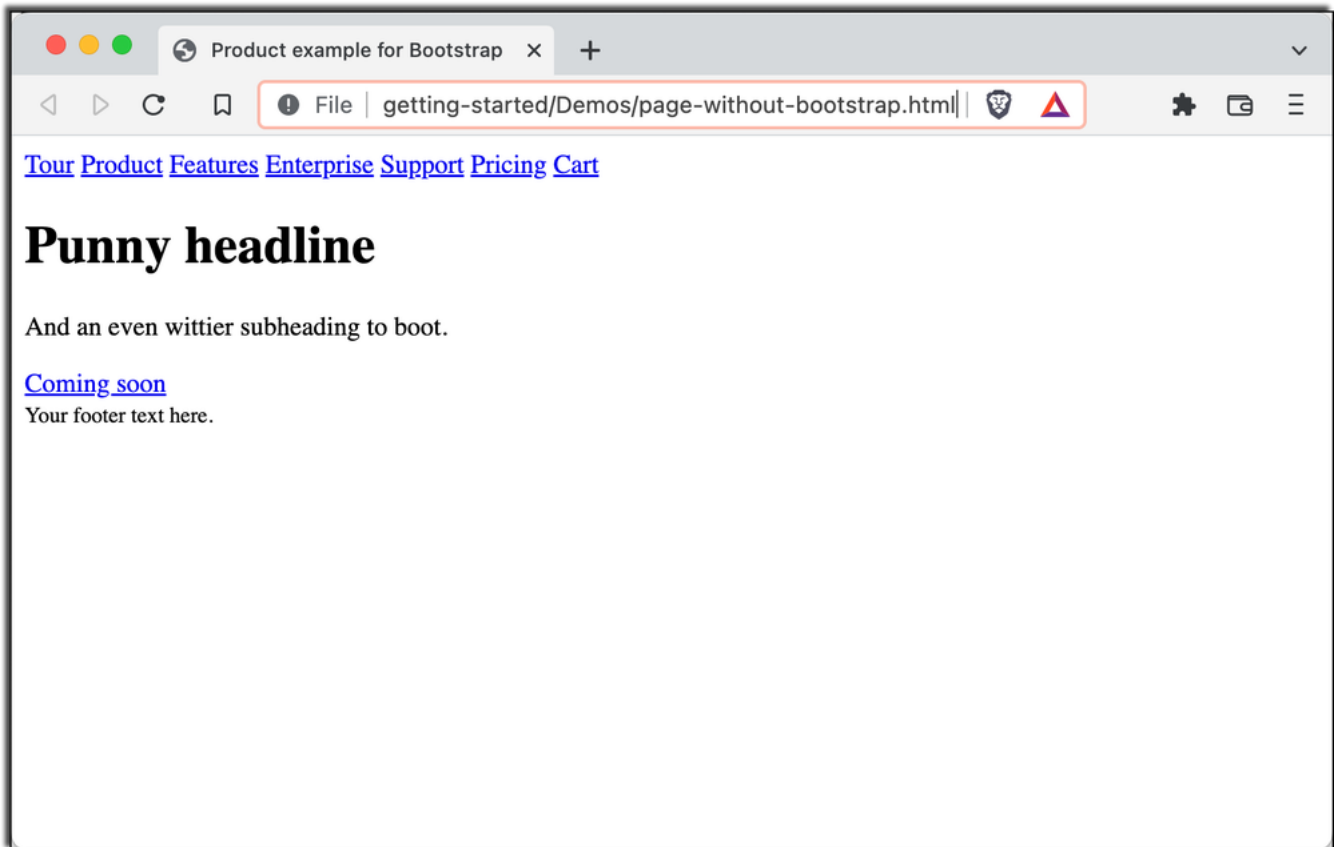 Product example for Bootstrap
File getting-started/Demos/page-without-bootstrap.html
Tour Product Features Enterprise Support Pricing Cart
Punny headline
And an even wittier subheading to boot.
Coming soon
Your footer text here.